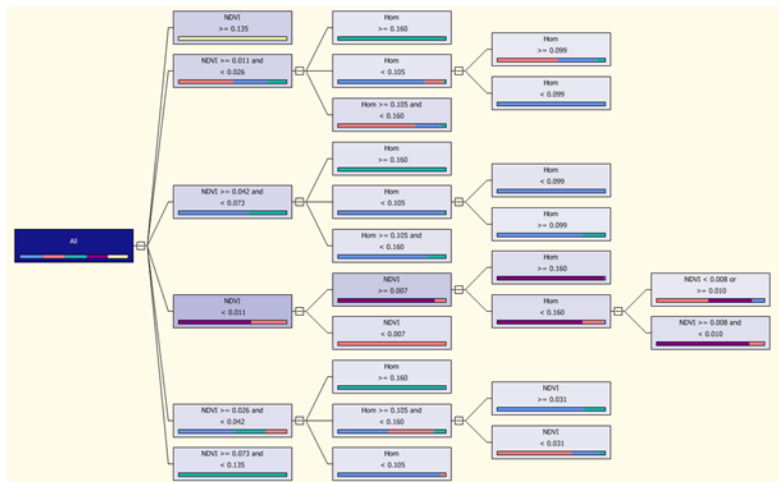 NDVI
>= 0.135
NDVI >= 0.011 and
< 0.026
Hom
>= 0.160
Hom
< 0.105
Hom >= 0.105 and
< 0.160
Hom
>= 0.099
Hom
< 0.099
NDVI >= 0.042 and
< 0.073
Hom
>= 0.160
Hom
< 0.105
Hom >= 0.105 and
< 0.160
Hom
< 0.099
Hom
>= 0.099
All
NDVI
< 0.011
NDVI
>= 0.007
NDVI
< 0.007
Hom
>= 0.160
Hom
< 0.160
NDVI < 0.008 or
>= 0.010
NDVI >= 0.008 and
< 0.010
NDVI >= 0.026 and
< 0.042
Hom
>= 0.160
Hom >= 0.105 and
< 0.160
Hom
< 0.105
NDVI
>= 0.031
NDVI
< 0.031
NDVI >= 0.073 and
< 0.135